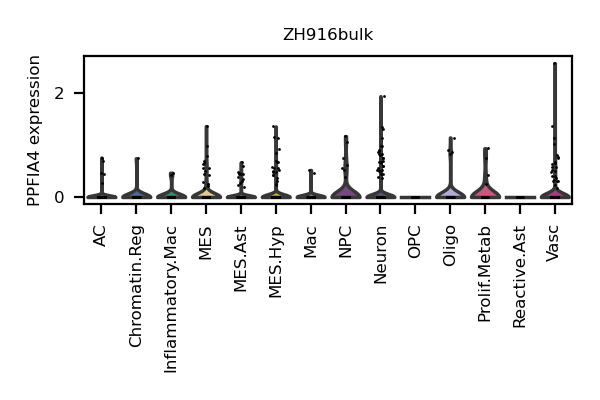 ZH916bulk
PPFIA4 expression
2
0
AC
Chromatin.Reg
Inflammatory.Mac
MES
MES.Ast
MES.Hyp
Mac
NPC
Neuron
OPC
Oligo
Prolif.Metab
Reactive.Ast
Vasc